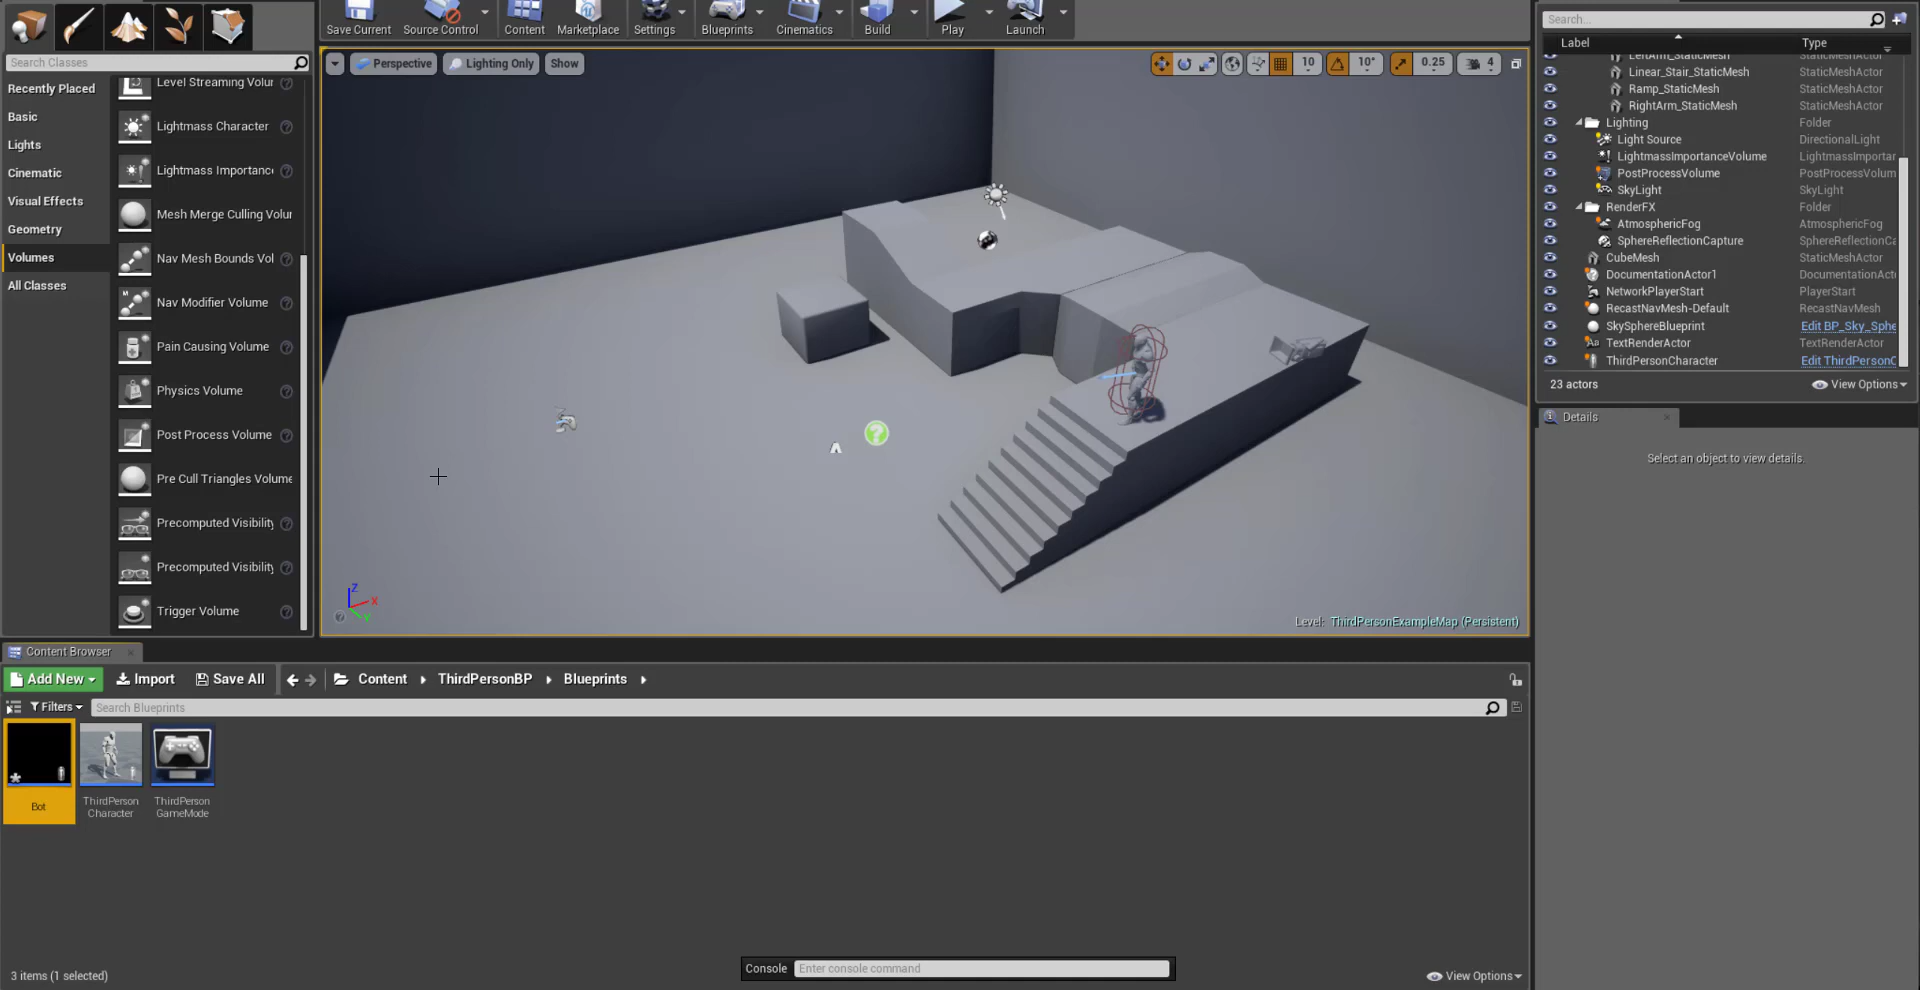 Save Current
Source Control
Content
Marketplace
Settings
Blueprints
Cinematics
Build
Play
Launch
Search Classes
Recently Placed
Basic
Lights
Cinematic
Visual Effects
Geometry
Volumes
All Classes
Level Streaming Volur
Lightmass Character
Lightmass Importanc
Mesh Merge Culling Volur
Nav Mesh Bounds Vol
Nav Modifier Volume
Pain Causing Volume
Physics Volume
Post Process Volume
Pre Cull Triangles Volume
Precomputed Visibility
Precomputed Visibility
Trigger Volume
Perspective
Lighting Only
Show
10
10°
0.25
4
Z
X
Y
Level: ThirdPersonExampleMap (Persistent)
Search...
Label Type
LeftArm_StaticMesh StaticMeshActor
Linear_Stair_StaticMesh StaticMeshActor
Ramp_StaticMesh StaticMeshActor
RightArm_StaticMesh StaticMeshActor
Lighting Folder
Light Source DirectionalLight
LightmassImportanceVolume LightmassImportar
PostProcessVolume PostProcessVolum
SkyLight SkyLight
RenderFX Folder
AtmosphericFog AtmosphericFog
SphereReflectionCapture SphereReflectionCa
CubeMesh StaticMeshActor
DocumentationActor1 DocumentationActo
NetworkPlayerStart PlayerStart
RecastNavMesh-Default RecastNavMesh
SkySphereBlueprint Edit BP_Sky_Sphe
TextRenderActor TextRenderActor
ThirdPersonCharacter Edit ThirdPersonC
23 actors
View Options
Details
Select an object to view details.
Content Browser
Add New
Import
Save All
Content
ThirdPersonBP
Blueprints
Filters
Search Blueprints
Bot
ThirdPerson
Character
ThirdPerson
GameMode
3 items (1 selected)
Console
Enter console command
View Options